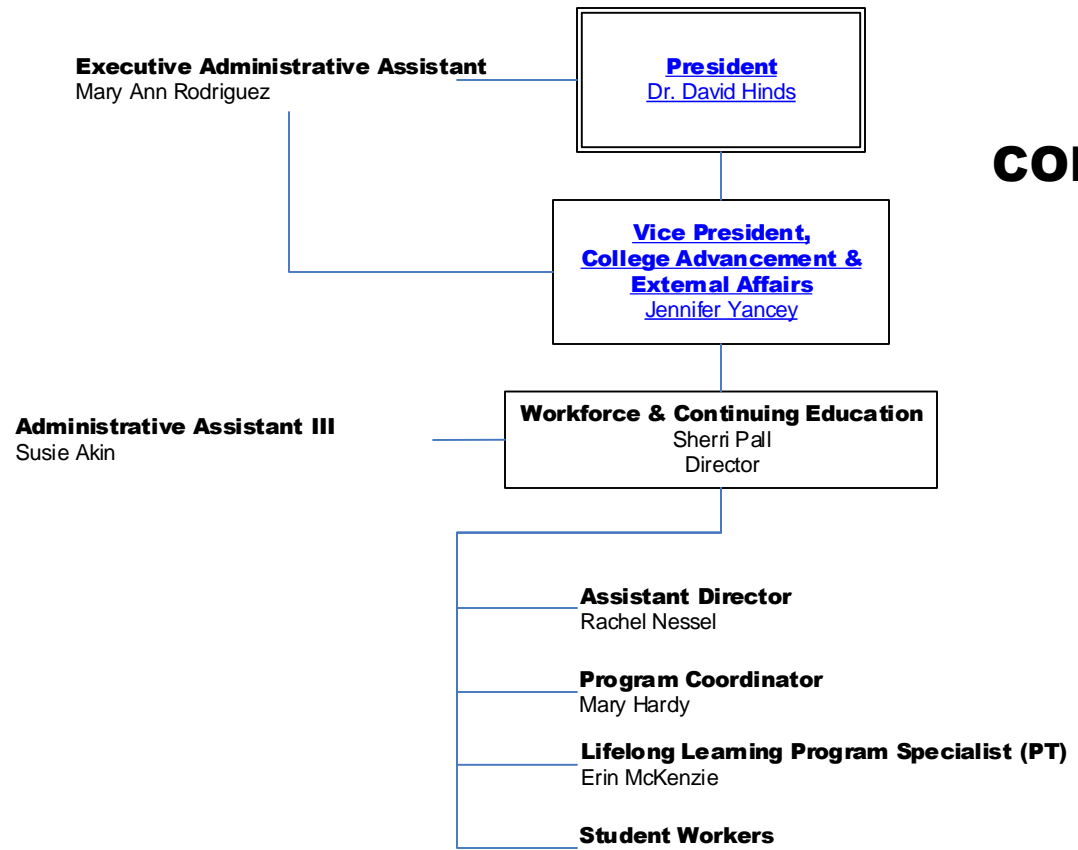 Executive Administrative Assistant
Mary Ann Rodriguez
President
Dr. David Hinds
Vice President,
College Advancement &
External Affairs
Jennifer Yancey
Administrative Assistant III
Susie Akin
Workforce & Continuing Education
Sherri Pall
Director
Assistant Director
Rachel Nessel
Program Coordinator
Mary Hardy
Lifelong Learning Program Specialist (PT)
Erin McKenzie
Student Workers